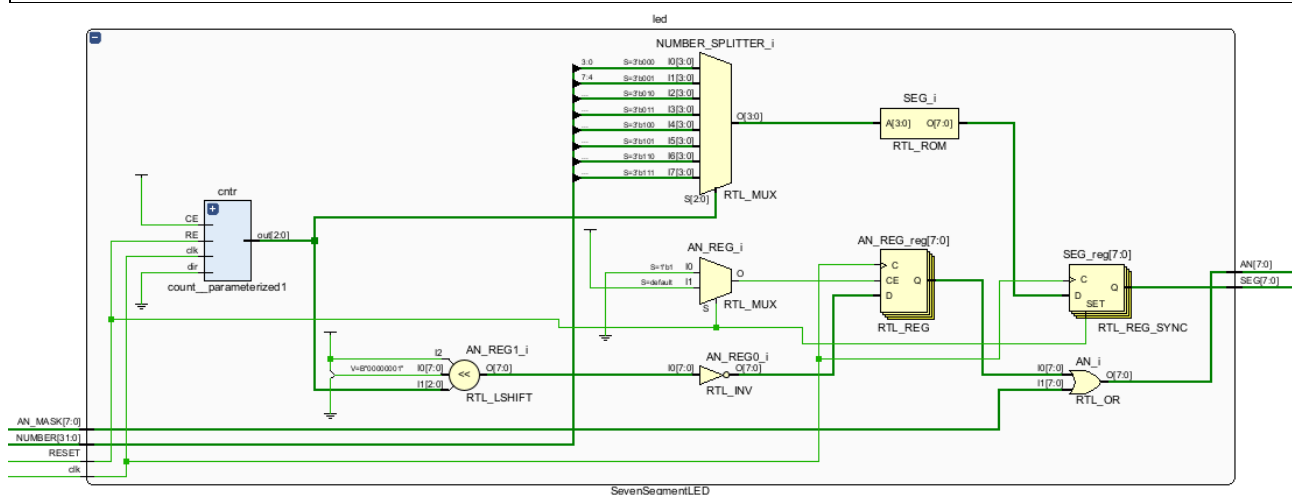 led
NUMBER_SPLITTER_i
3:0 S=3'b000 I0[3:0]
7:4 S=3'b001 I1[3:0]
... S=3'b010 I2[3:0]
... S=3'b011 I3[3:0]
... S=3'b100 I4[3:0]
... S=3'b101 I5[3:0]
... S=3'b110 I6[3:0]
... S=3'b111 I7[3:0]
O[3:0]
S[2:0]
RTL_MUX
SEG_i
A[3:0] O[7:0]
RTL_ROM
cntr
CE
RE
clk
dir
out[2:0]
count__parameterized1
AN_REG_i
S=1'b1 I0
S=default I1
O
S
RTL_MUX
AN_REG_reg[7:0]
C
CE
D
Q
RTL_REG
SEG_reg[7:0]
C
D
Q
SET
RTL_REG_SYNC
AN[7:0]
SEG[7:0]
AN_REG1_i
I2
V=B"00000001" I0[7:0]
I1[2:0]
<<
O[7:0]
RTL_LSHIFT
AN_REG0_i
I0[7:0] O[7:0]
RTL_INV
AN_i
I0[7:0]
I1[7:0]
O[7:0]
RTL_OR
AN_MASK[7:0]
NUMBER[31:0]
RESET
clk
SevenSegmentLED